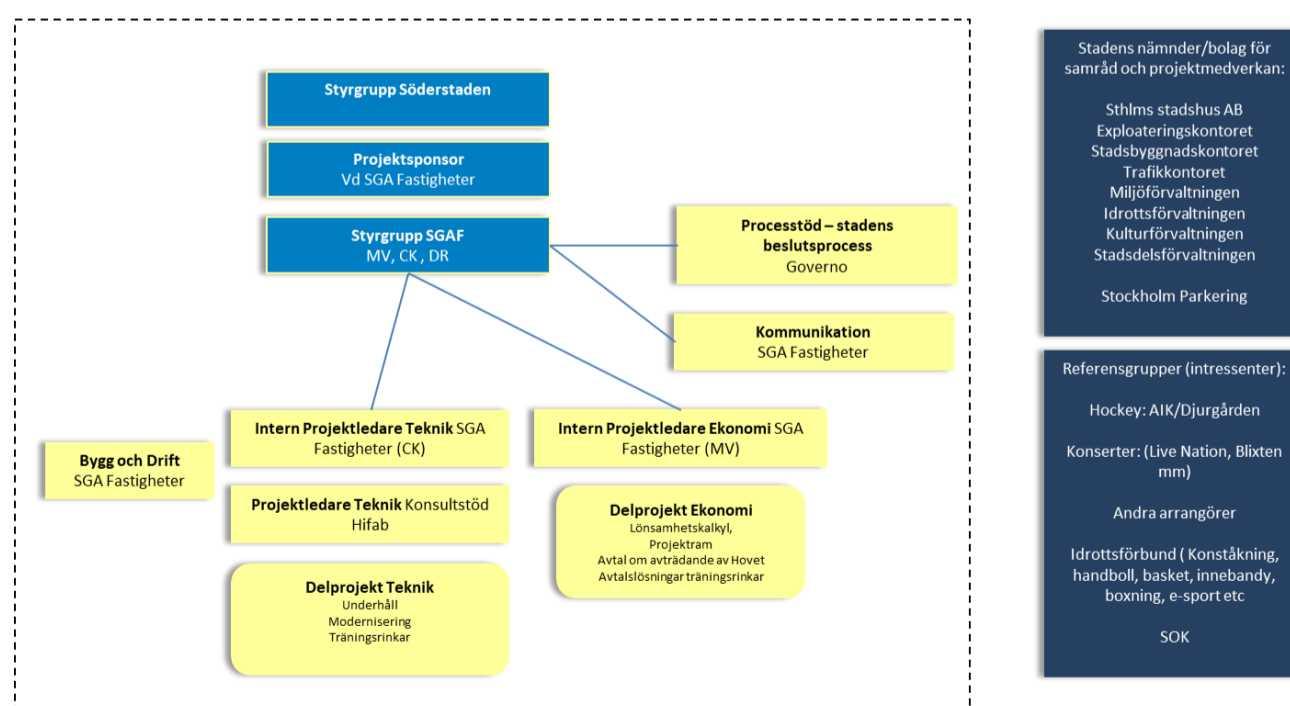 Styrgrupp Söderstaden
Projektsponsor
Vd SGA Fastigheter
Styrgrupp SGAF
MV, CK , DR
Processtöd – stadens
beslutsprocess
Governo
Kommunikation
SGA Fastigheter
Bygg och Drift
SGA Fastigheter
Intern Projektledare Teknik SGA
Fastigheter (CK)
Projektledare Teknik Konsultstöd
Hifab
Delprojekt Teknik
Underhåll
Modernisering
Träningsrinkar
Intern Projektledare Ekonomi SGA
Fastigheter (MV)
Delprojekt Ekonomi
Lönsamhetskalkyl,
Projektram
Avtal om avträdande av Hovet
Avtalslösningar träningsrinkar
Stadens nämnder/bolag för
samråd och projektmedverkan:
Sthlms stadshus AB
Exploateringskontoret
Stadsbyggnadskontoret
Trafikkontoret
Miljöförvaltningen
Idrottsförvaltningen
Kulturförvaltningen
Stadsdelsförvaltningen
Stockholm Parkering
Referensgrupper (intressenter):
Hockey: AIK/Djurgården
Konserter: (Live Nation, Blixten
mm)
Andra arrangörer
Idrottsförbund ( Konståkning,
handboll, basket, innebandy,
boxning, e-sport etc
SOK